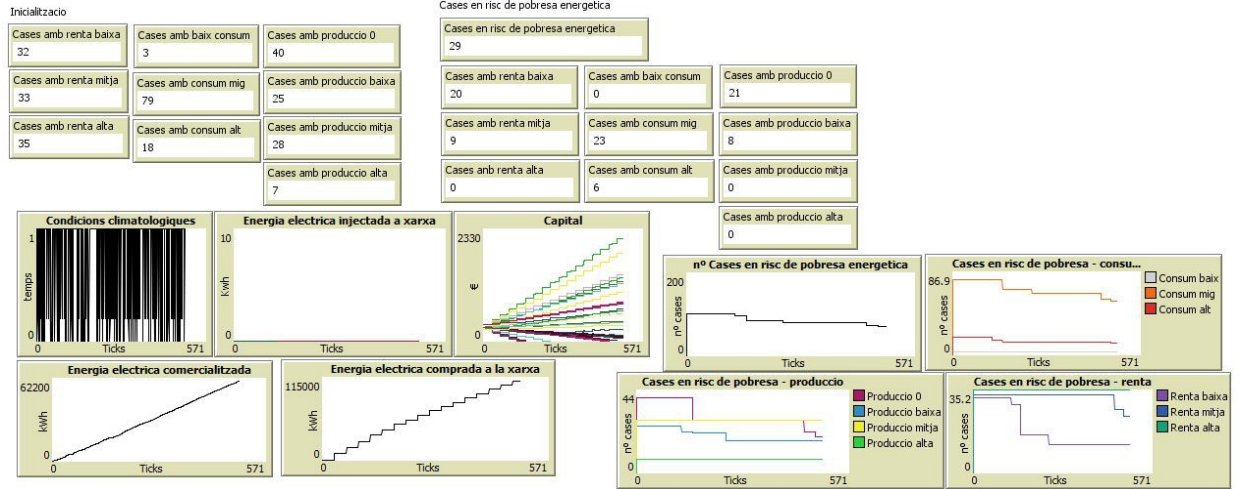 Inicialitzacio
Cases amb renta baixa
32
Cases amb baix consum
3
Cases amb produccio 0
40
Cases amb renta mitja
33
Cases amb consum mig
79
Cases amb produccio baixa
25
Cases amb renta alta
35
Cases amb consum alt
18
Cases amb produccio mitja
28
Cases amb produccio alta
7
Cases en risc de pobresa energetica
Cases en risc de pobresa energetica
29
Cases amb renta baixa
20
Cases amb baix consum
0
Cases amb produccio 0
21
Cases amb renta mitja
9
Cases amb consum mig
23
Cases amb produccio baixa
8
Cases anb renta alta
0
Cases amb consum alt
6
Cases amb produccio mitjo
0
Cases amb produccio alta
0
Condicions climatologiques
1
temps
0
0
Ticks
571
Energia electrica injectada a xarxa
10
Kwh
0
0
Ticks
571
Capital
2330
€
0
Ticks
571
nº Cases en risc de pobresa energetica
200
nº cases
0
0
Ticks
571
Cases en risc de pobresa - consu...
86.9
nº cases
0
0
Ticks
571
Consum baix
Consum mig
Consum alt
Energia electrica comercialitzada
62200
kWh
0
0
Ticks
571
Energia electrica comprada a la xarxa
115000
kWh
0
0
Ticks
571
Cases en risc de pobresa - produccio
44
nº cases
0
0
Ticks
571
Produccio 0
Produccio baixa
Produccio mitja
Produccio alta
Cases en risc de pobresa - renta
35.2
nº cases
0
0
Ticks
571
Renta baixa
Renta mitja
Renta alta